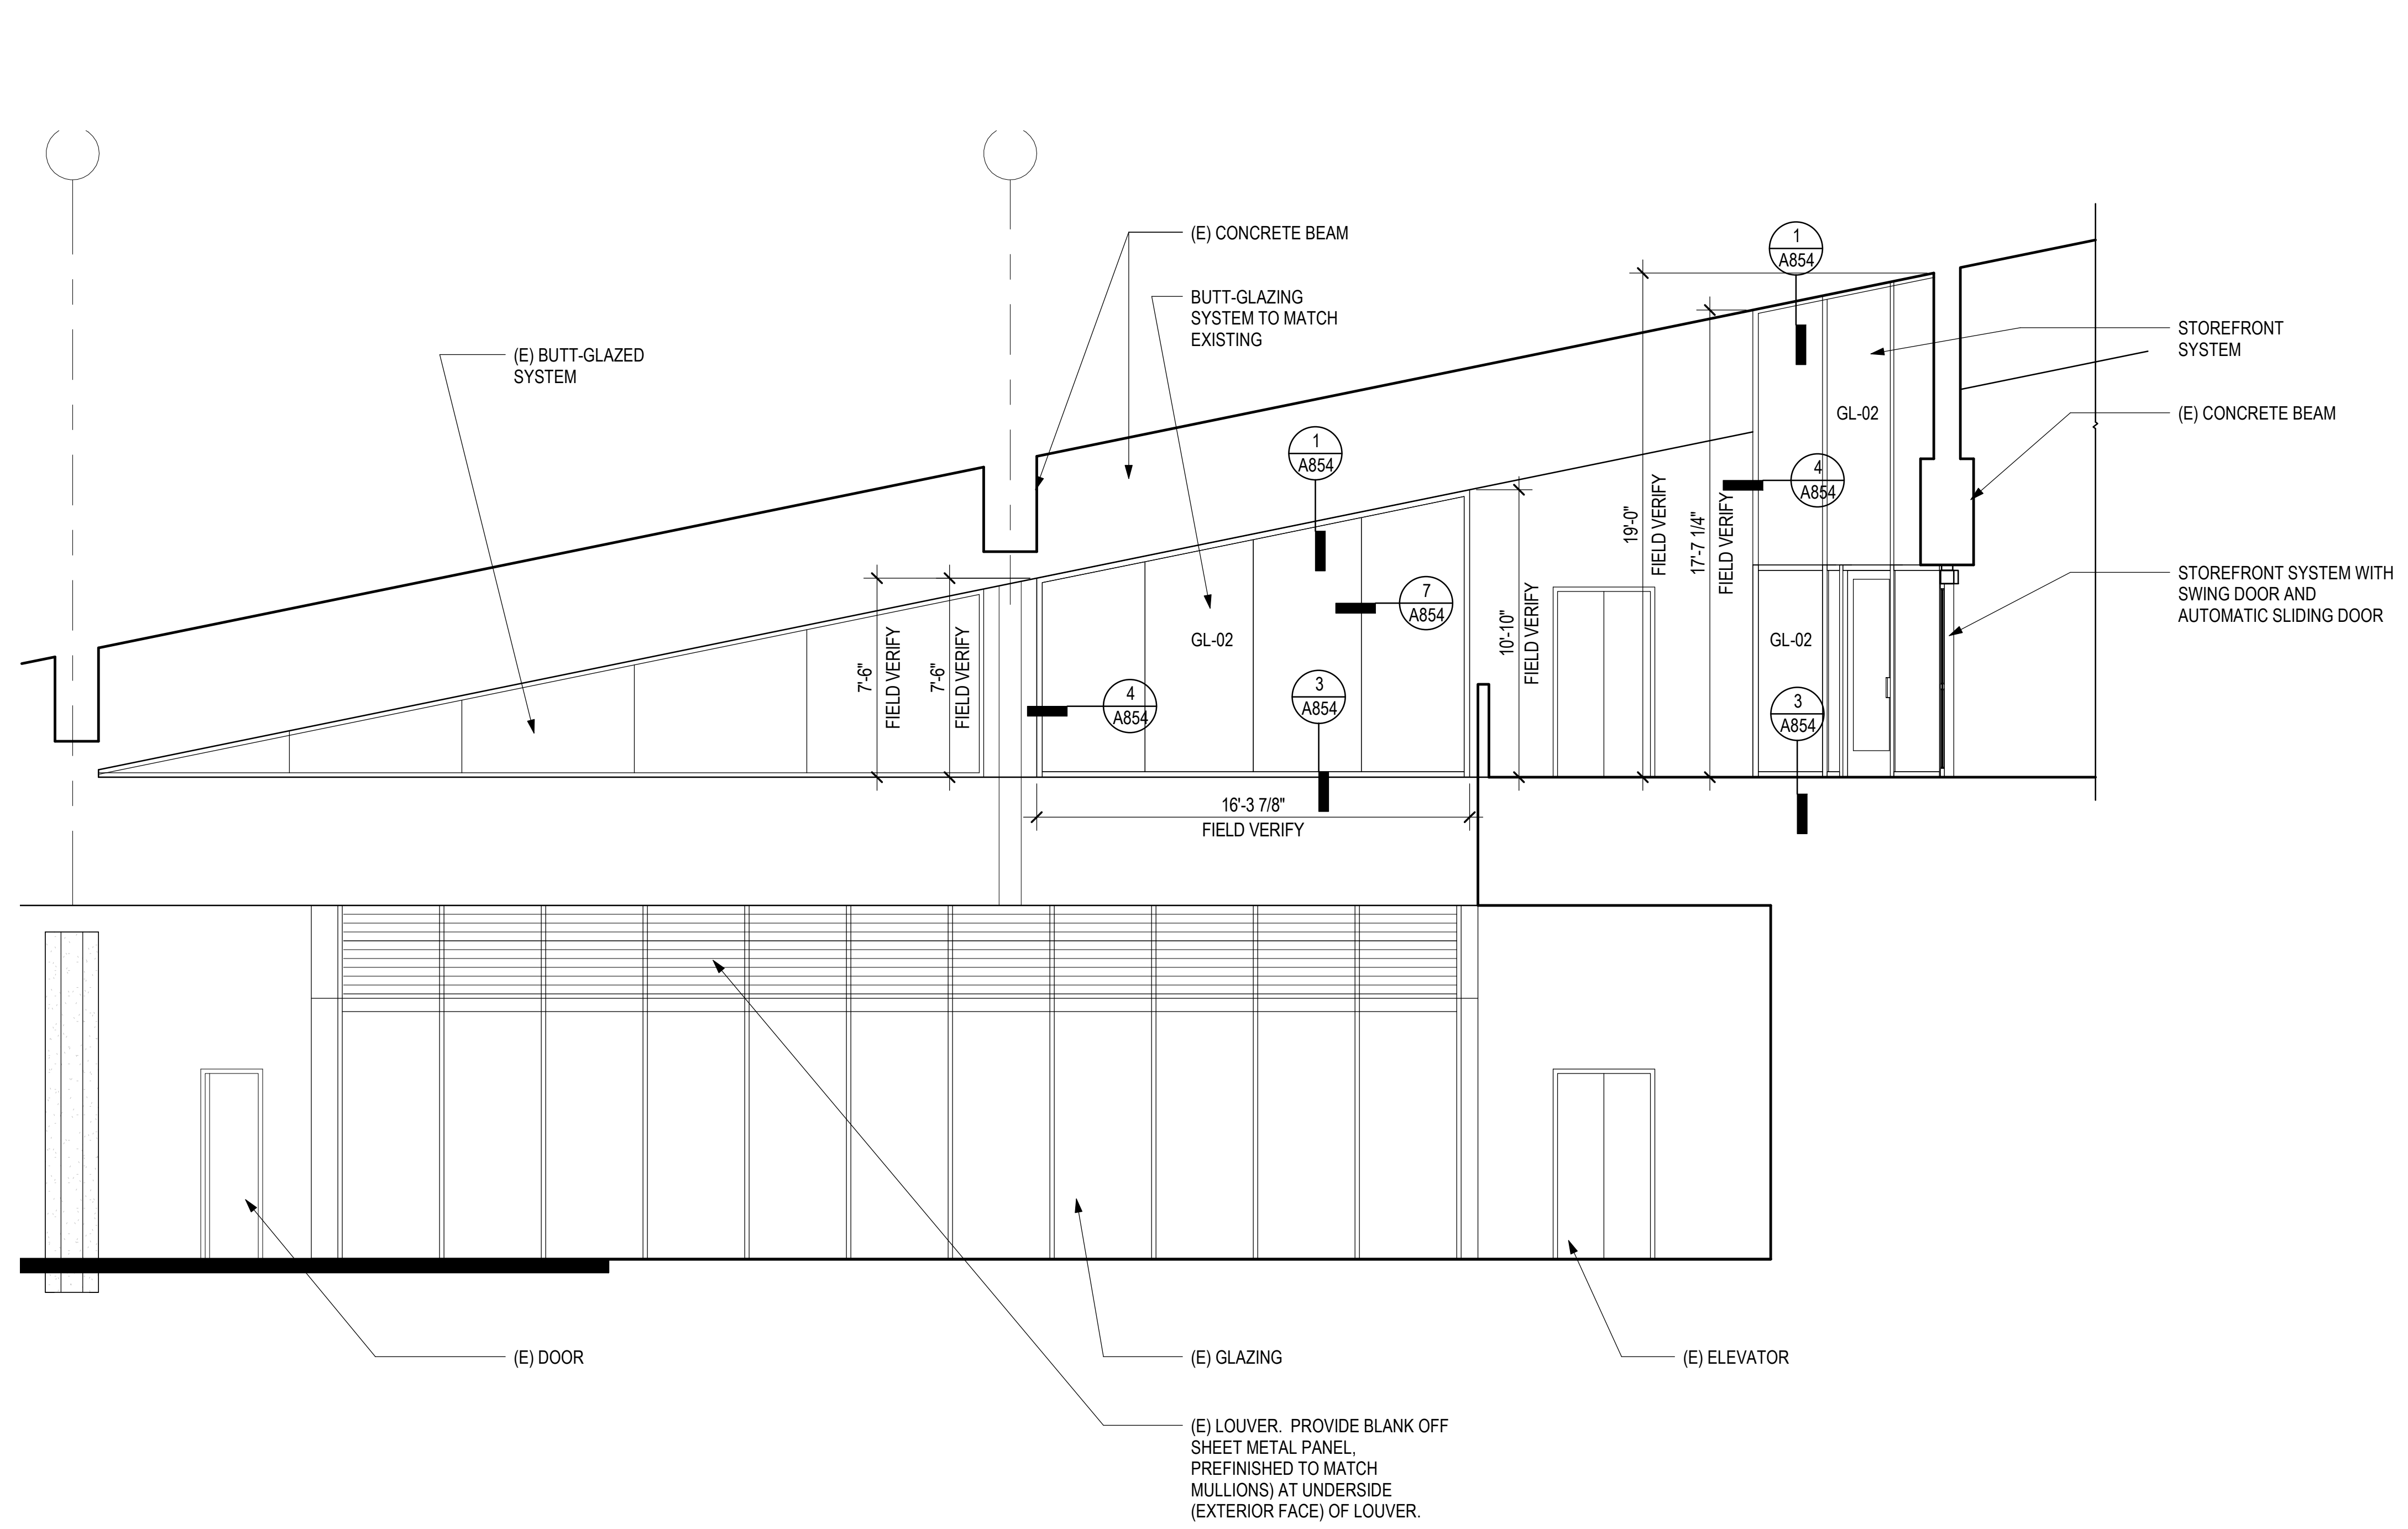 1
A854
(E) CONCRETE BEAM
BUTT-GLAZING
SYSTEM TO MATCH
EXISTING
STOREFRONT
SYSTEM
(E) BUTT-GLAZED
SYSTEM
GL-02
(E) CONCRETE BEAM
1
A854
4
A854
19'-0"
FIELD VERIFY
17'-7 1/4"
FIELD VERIFY
STOREFRONT SYSTEM WITH
SWING DOOR AND
AUTOMATIC SLIDING DOOR
7
A854
10'-10"
FIELD VERIFY
GL-02
GL-02
7'-6"
FIELD VERIFY
7'-6"
FIELD VERIFY
4
A854
3
A854
3
A854
16'-3 7/8"
FIELD VERIFY
(E) DOOR
(E) GLAZING
(E) ELEVATOR
(E) LOUVER.  PROVIDE BLANK OFF
SHEET METAL PANEL,
PREFINISHED TO MATCH
MULLIONS) AT UNDERSIDE
(EXTERIOR FACE) OF LOUVER.